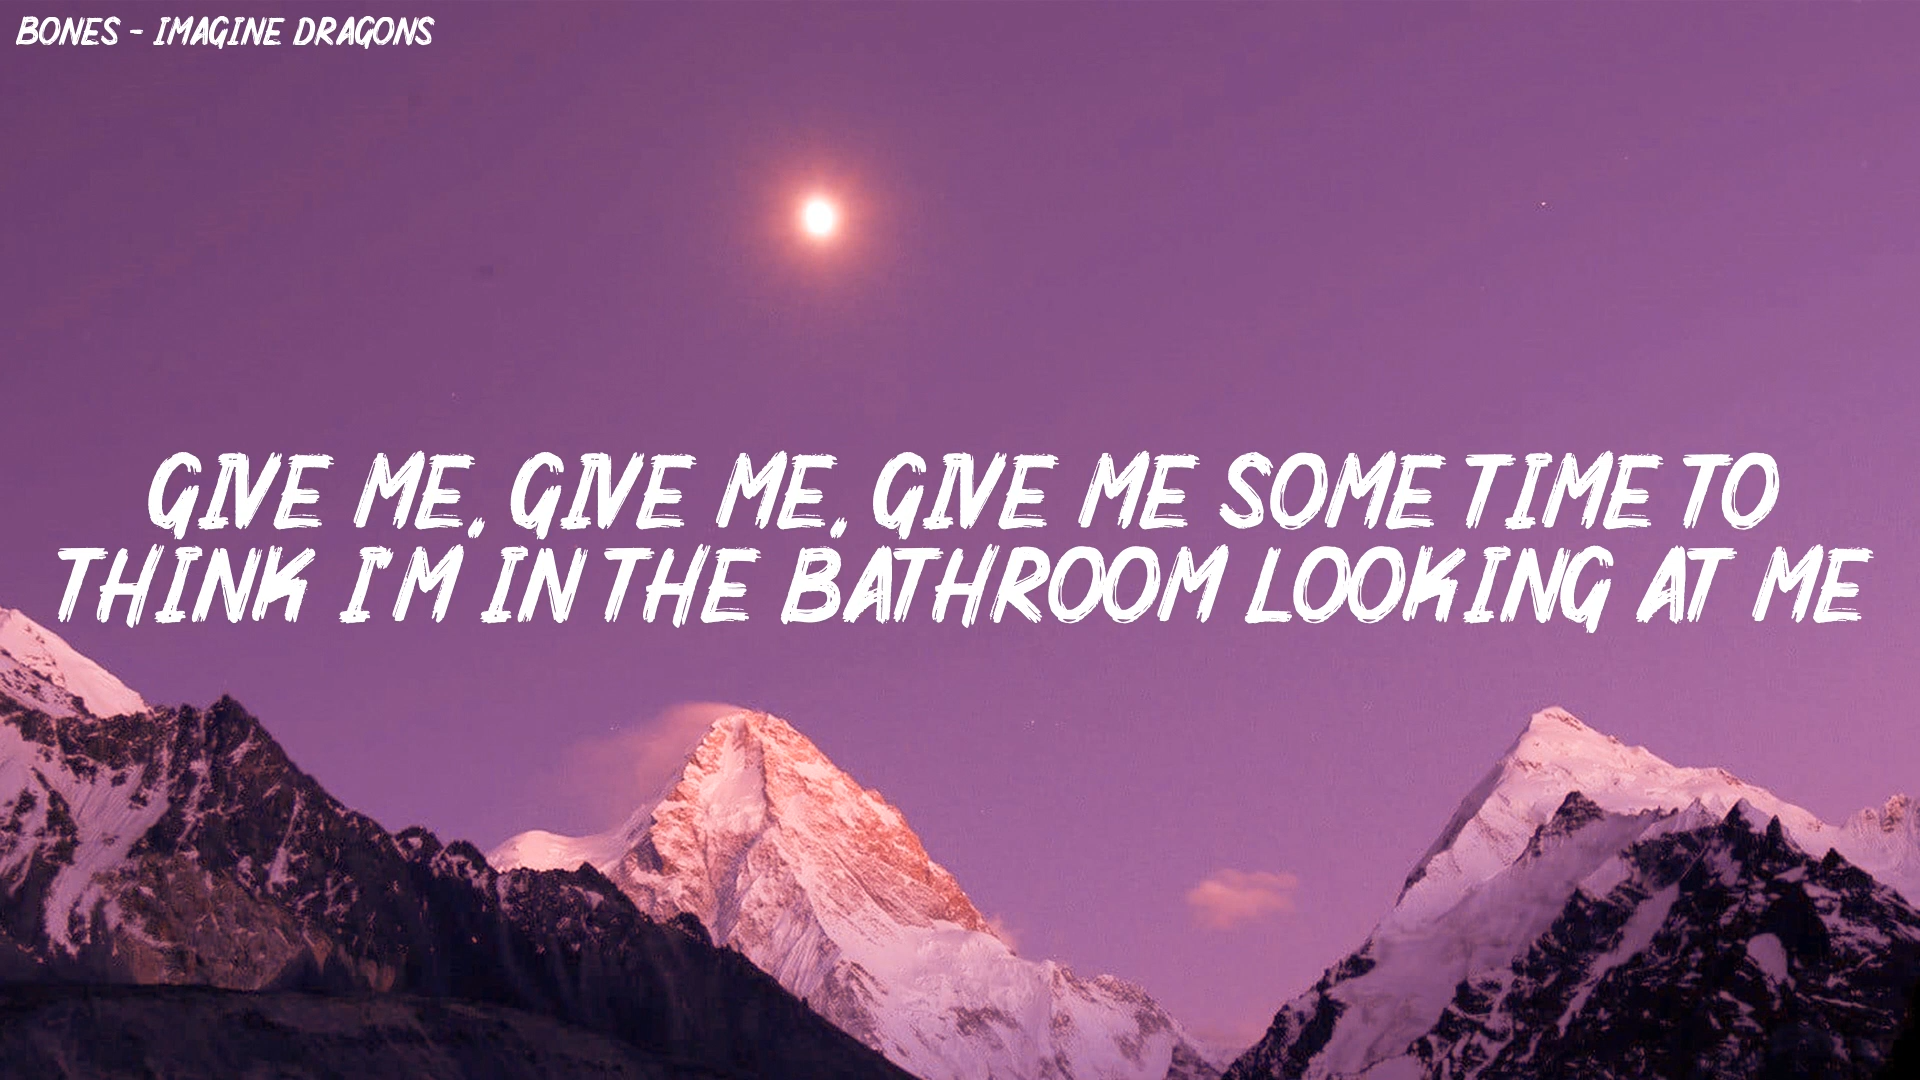 BONES - IMAGINE DRAGONS
GIVE ME, GIVE ME, GIVE ME SOME TIME TO
THINK I'M IN THE BATHROOM LOOKING AT ME